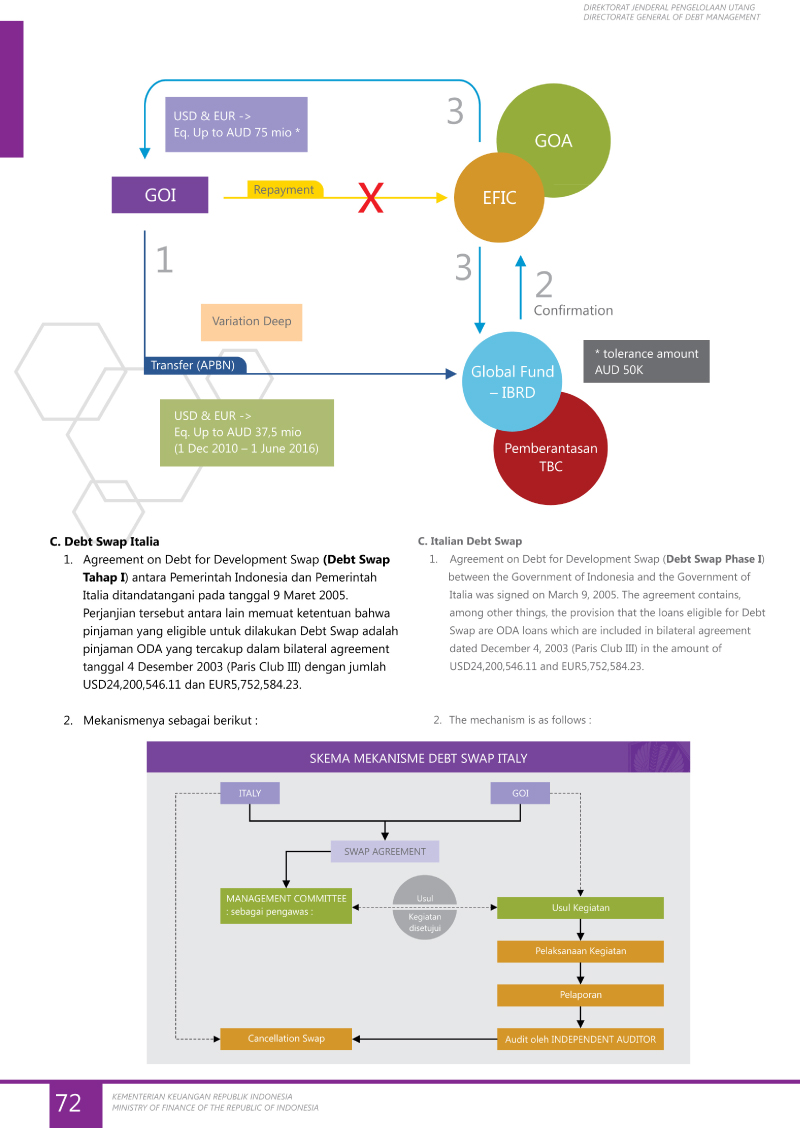 DIREKTORAT JENDERAL PENGELOLAAN UTANG
DIRECTORATE GENERAL OF DEBT MANAGEMENT
USD & EUR ->
Eq. Up to AUD 75 mio *
3
GOA
GOI
Repayment
X
EFIC
1
3
2
Confirmation
Variation Deep
Transfer (APBN)
Global Fund
– IBRD
* tolerance amount
AUD 50K
USD & EUR ->
Eq. Up to AUD 37,5 mio
(1 Dec 2010 – 1 June 2016)
Pemberantasan
TBC
C. Debt Swap Italia
1. Agreement on Debt for Development Swap (Debt Swap
Tahap I) antara Pemerintah Indonesia dan Pemerintah
Italia ditandatangani pada tanggal 9 Maret 2005.
Perjanjian tersebut antara lain memuat ketentuan bahwa
pinjaman yang eligible untuk dilakukan Debt Swap adalah
pinjaman ODA yang tercakup dalam bilateral agreement
tanggal 4 Desember 2003 (Paris Club III) dengan jumlah
USD24,200,546.11 dan EUR5,752,584.23.
2. Mekanismenya sebagai berikut :
C. Italian Debt Swap
1. Agreement on Debt for Development Swap (Debt Swap Phase I)
between the Government of Indonesia and the Government of
Italia was signed on March 9, 2005. The agreement contains,
among other things, the provision that the loans eligible for Debt
Swap are ODA loans which are included in bilateral agreement
dated December 4, 2003 (Paris Club III) in the amount of
USD24,200,546.11 and EUR5,752,584.23.
2. The mechanism is as follows :
SKEMA MEKANISME DEBT SWAP ITALY
ITALY
GOI
SWAP AGREEMENT
MANAGEMENT COMMITTEE
: sebagai pengawas :
Usul
Kegiatan
disetujui
Usul Kegiatan
Pelaksanaan Kegiatan
Pelaporan
Cancellation Swap
Audit oleh INDEPENDENT AUDITOR
72
KEMENTERIAN KEUANGAN REPUBLIK INDONESIA
MINISTRY OF FINANCE OF THE REPUBLIC OF INDONESIA